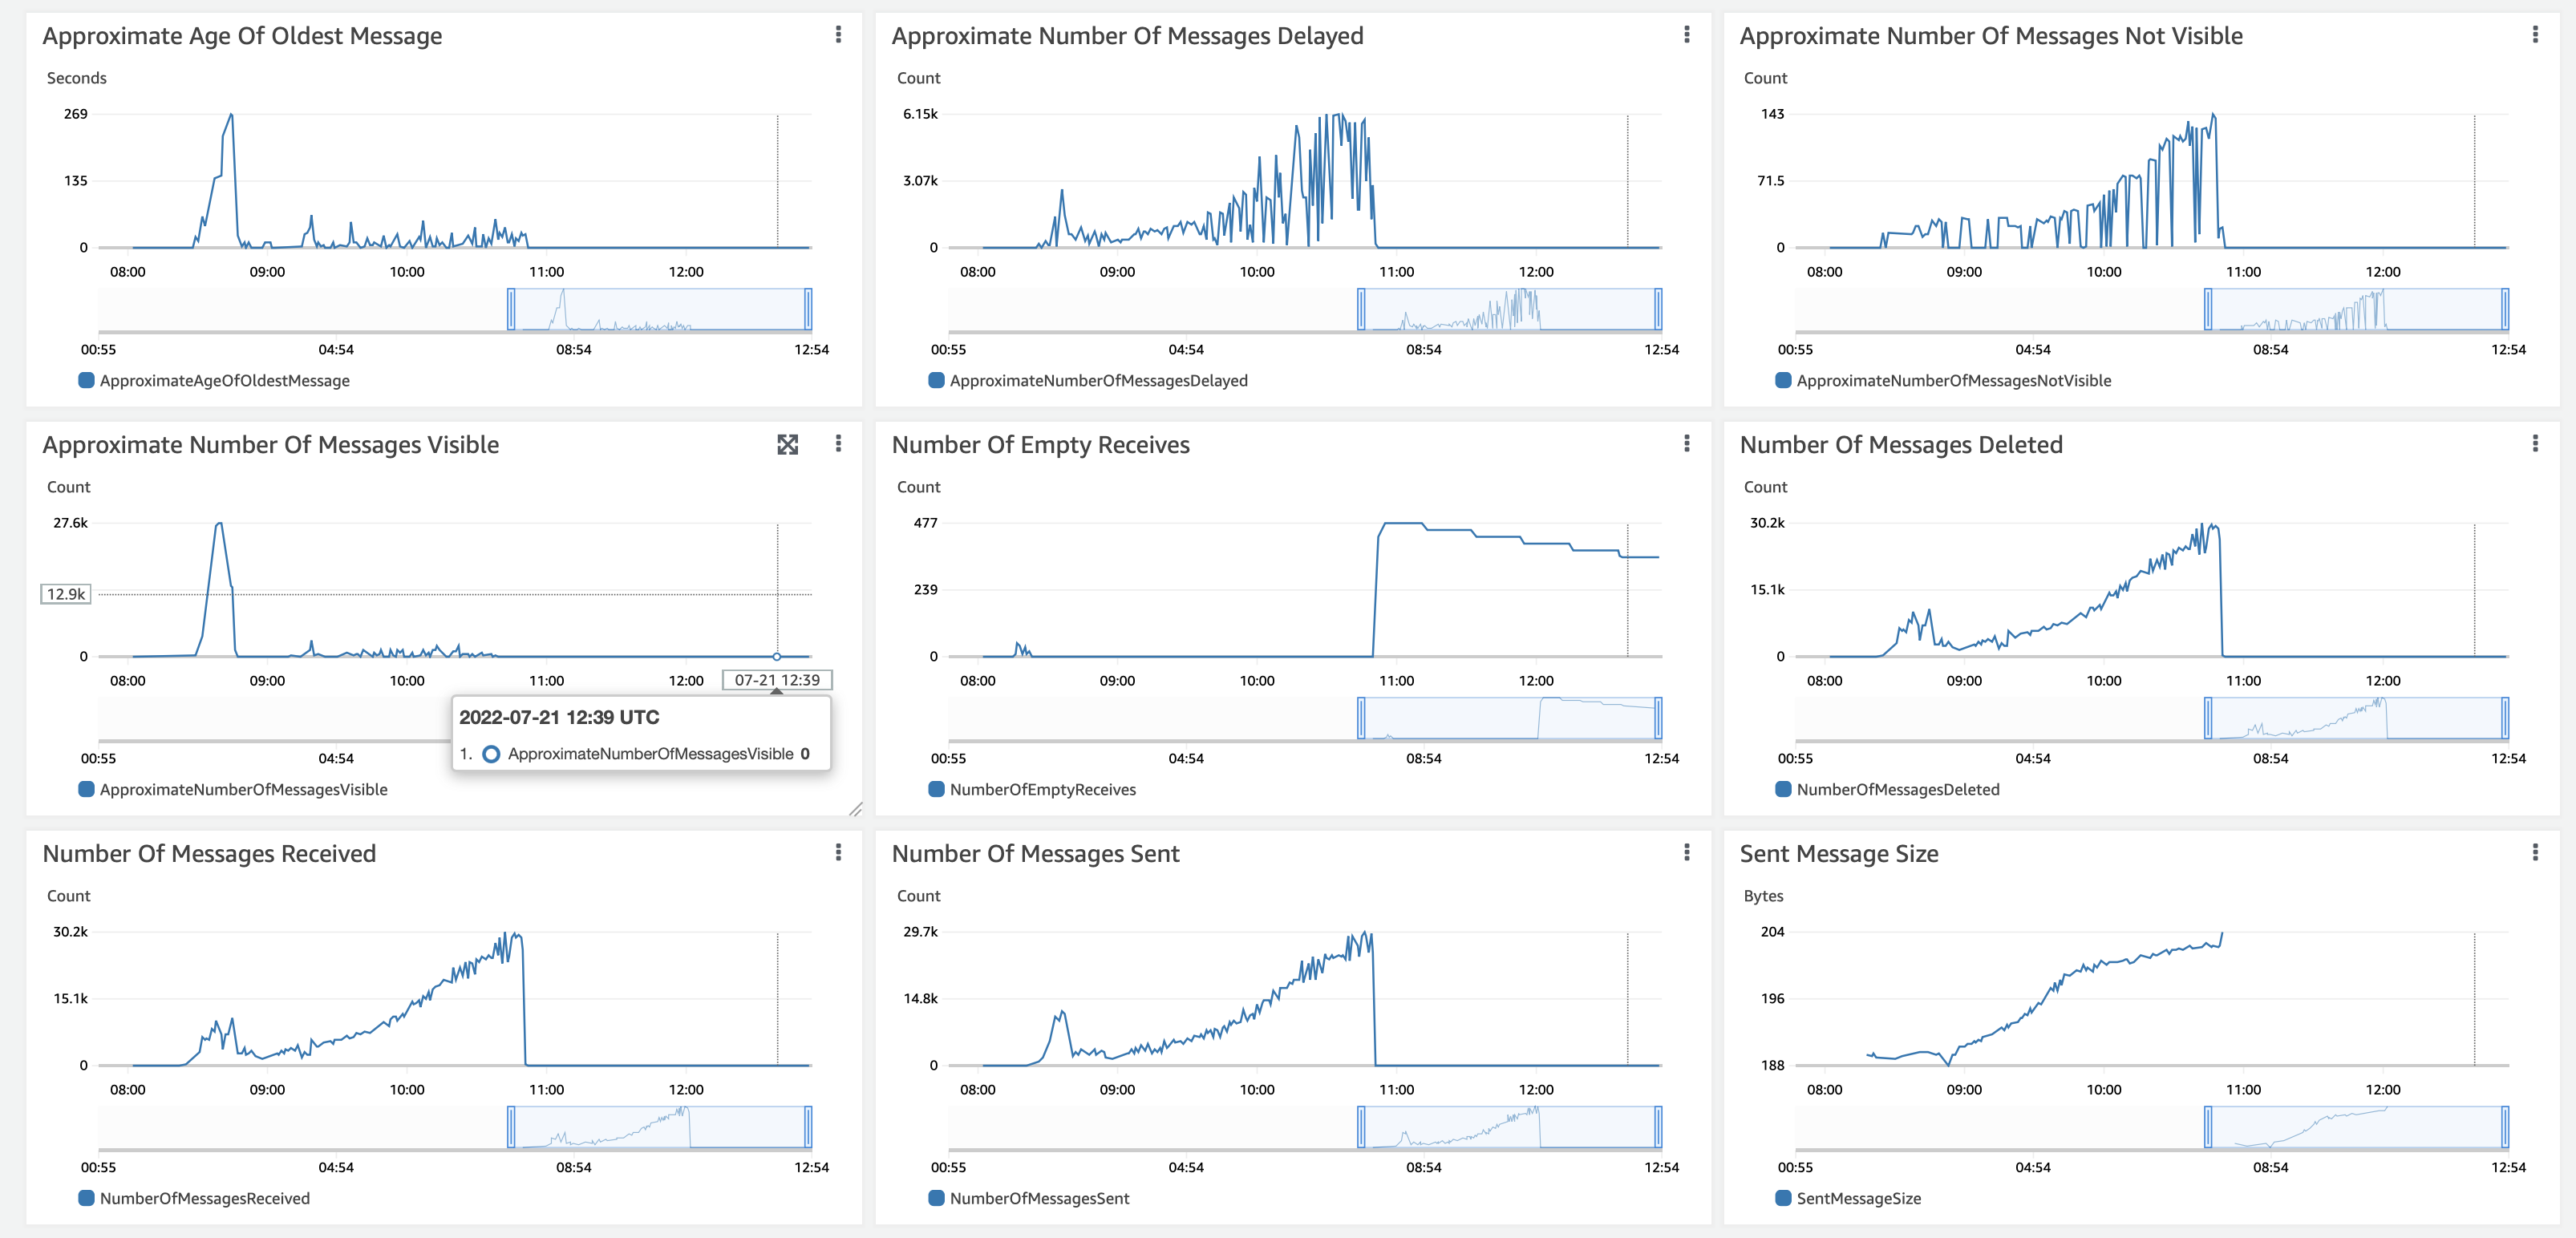 Approximate Age Of Oldest Message
Seconds
269
135
0
08:00 09:00 10:00 11:00 12:00
00:55 04:54 08:54 12:54
ApproximateAgeOfOldestMessage
Approximate Number Of Messages Delayed
Count
6.15k
3.07k
0
08:00 09:00 10:00 11:00 12:00
00:55 04:54 08:54 12:54
ApproximateNumberOfMessagesDelayed
Approximate Number Of Messages Not Visible
Count
143
71.5
0
08:00 09:00 10:00 11:00 12:00
00:55 04:54 08:54 12:54
ApproximateNumberOfMessagesNotVisible
Approximate Number Of Messages Visible
Count
27.6k
12.9k
0
08:00 09:00 10:00 11:00 12:00 07-21 12:39
2022-07-21 12:39 UTC
1. ApproximateNumberOfMessagesVisible 0
00:55 04:54
ApproximateNumberOfMessagesVisible
Number Of Empty Receives
Count
477
239
0
08:00 09:00 10:00 11:00 12:00
00:55 04:54 08:54 12:54
NumberOfEmptyReceives
Number Of Messages Deleted
Count
30.2k
15.1k
0
08:00 09:00 10:00 11:00 12:00
00:55 04:54 08:54 12:54
NumberOfMessagesDeleted
Number Of Messages Received
Count
30.2k
15.1k
0
08:00 09:00 10:00 11:00 12:00
00:55 04:54 08:54 12:54
NumberOfMessagesReceived
Number Of Messages Sent
Count
29.7k
14.8k
0
08:00 09:00 10:00 11:00 12:00
00:55 04:54 08:54 12:54
NumberOfMessagesSent
Sent Message Size
Bytes
204
196
188
08:00 09:00 10:00 11:00 12:00
00:55 04:54 08:54 12:54
SentMessageSize